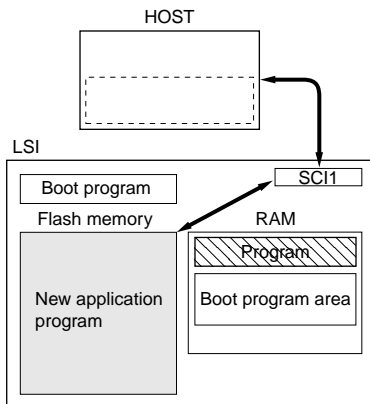 HOST
LSI
SCI1
Boot program
Flash memory
RAM
Program
New application
program
Boot program area